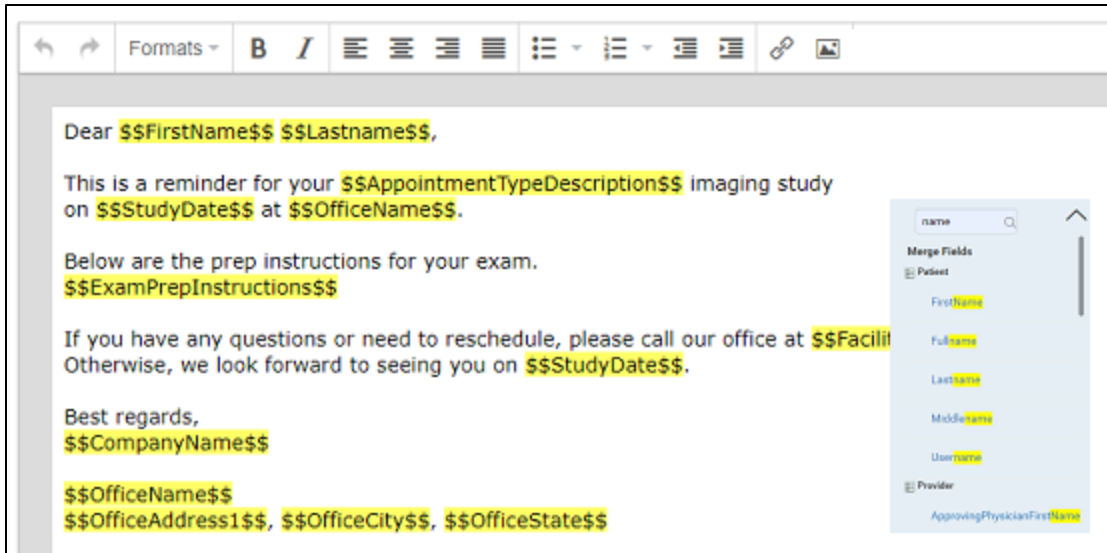 Formats
B I
Dear $$FirstName$$ $$Lastname$$,
This is a reminder for your $$AppointmentTypeDescription$$ imaging study
on $$StudyDate$$ at $$OfficeName$$.
Below are the prep instructions for your exam.
$$ExamPrepInstructions$$
If you have any questions or need to reschedule, please call our office at $$Facilit
Otherwise, we look forward to seeing you on $$StudyDate$$.
Best regards,
$$CompanyName$$
$$OfficeName$$
$$OfficeAddress1$$, $$OfficeCity$$, $$OfficeState$$
name
Merge Fields
Patient
FirstName
Fullname
Lastname
Middlename
Username
Provider
ApprovingPhysicianFirstName